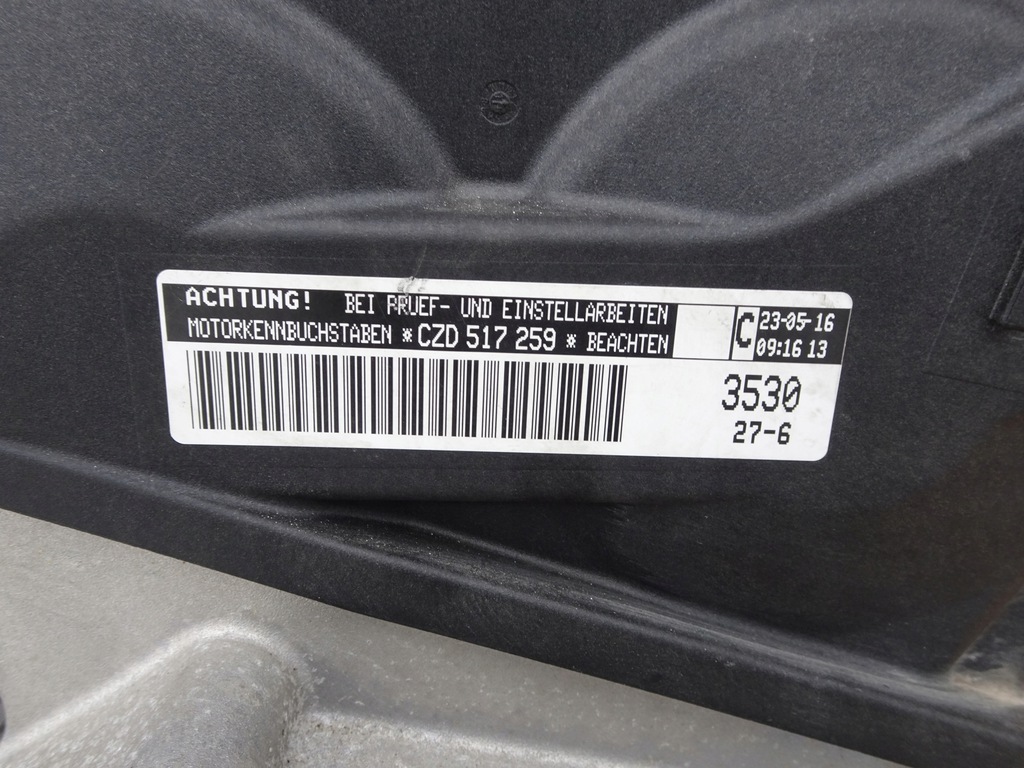 ACHTUNG! BEI PRUEF- UND EINSTELLARBEITEN
MOTORKENNBUCHSTABEN *CZD 517 259 * BEACHTEN
C
23-05-16
09:16 13
3530
27-6